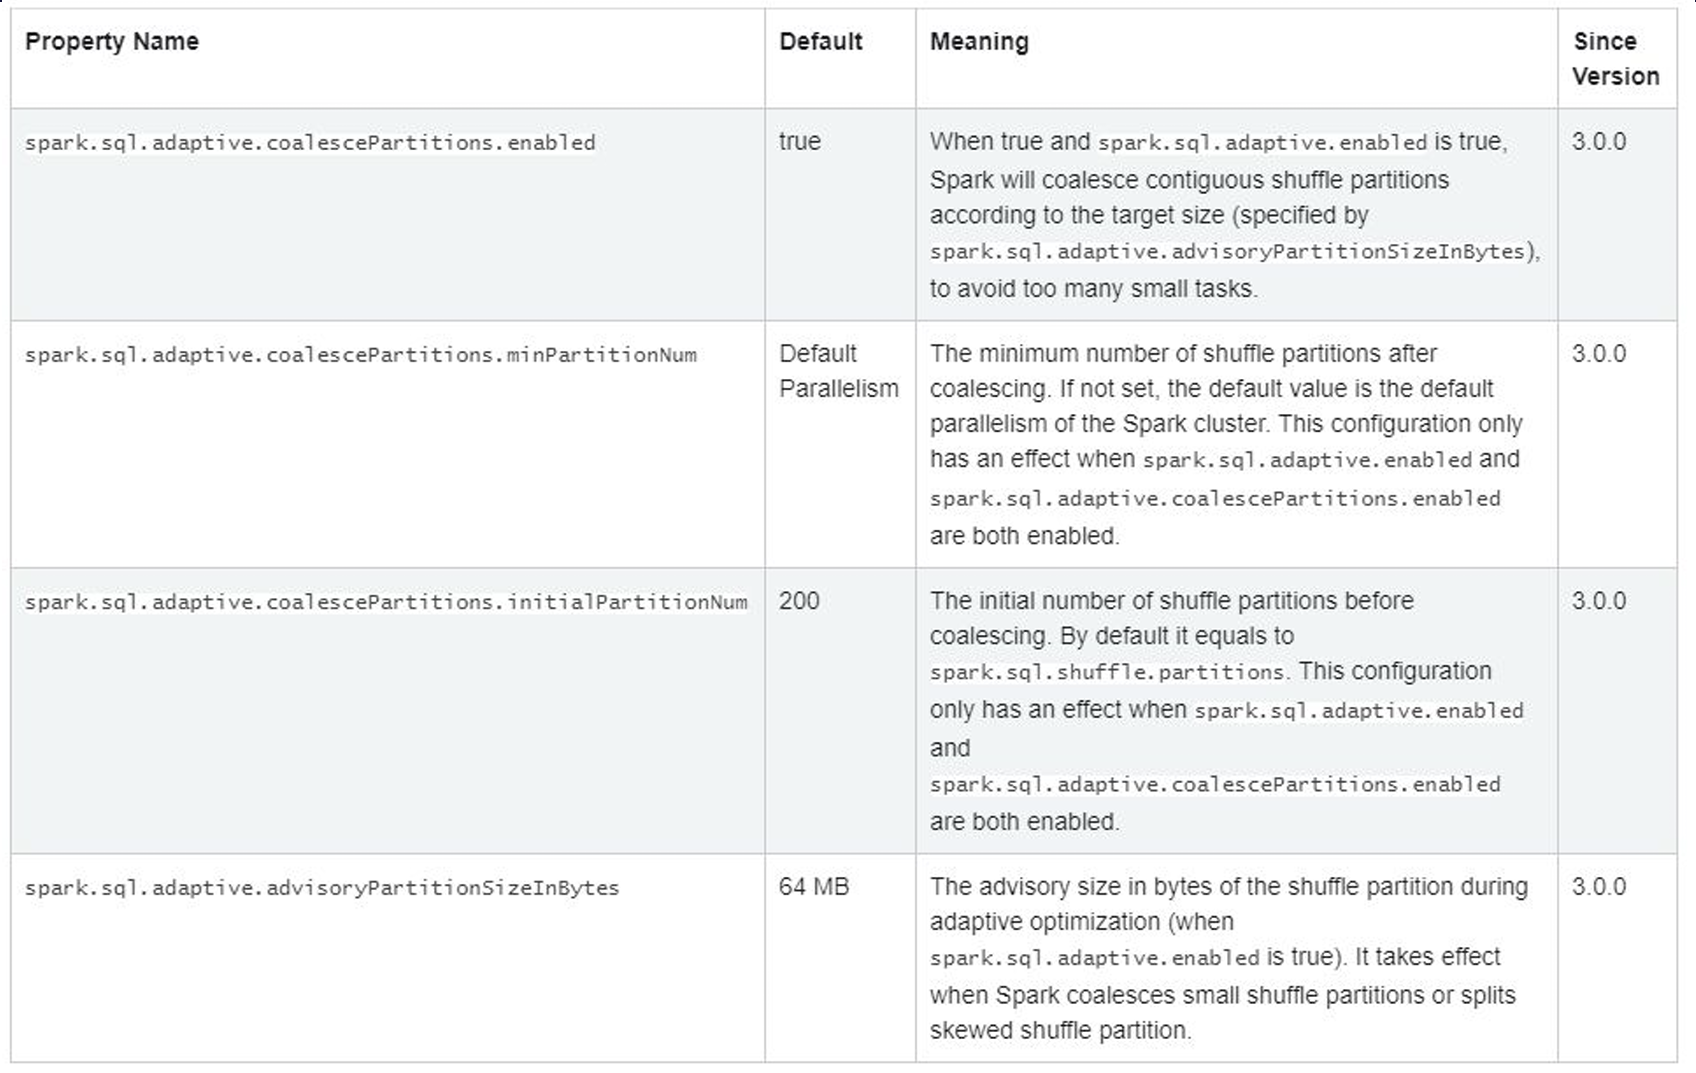 Property Name Default Meaning Since
Version
spark.sql.adaptive.coalescePartitions.enabled true When true and spark.sql.adaptive.enabled is true, 3.0.0
Spark will coalesce contiguous shuffle partitions
according to the target size (specified by
spark.sql.adaptive.advisoryPartitionSizeInBytes),
to avoid too many small tasks.
spark.sql.adaptive.coalescePartitions.minPartitionNum Default The minimum number of shuffle partitions after 3.0.0
Parallelism coalescing. If not set, the default value is the default
parallelism of the Spark cluster. This configuration only
has an effect when spark.sql.adaptive.enabled and
spark.sql.adaptive.coalescePartitions.enabled
are both enabled.
spark.sql.adaptive.coalescePartitions.initialPartitionNum 200 The initial number of shuffle partitions before 3.0.0
coalescing. By default it equals to
spark.sql.shuffle.partitions. This configuration
only has an effect when spark.sql.adaptive.enabled
and
spark.sql.adaptive.coalescePartitions.enabled
are both enabled.
spark.sql.adaptive.advisoryPartitionSizeInBytes 64 MB The advisory size in bytes of the shuffle partition during 3.0.0
adaptive optimization (when
spark.sql.adaptive.enabled is true). It takes effect
when Spark coalesces small shuffle partitions or splits
skewed shuffle partition.